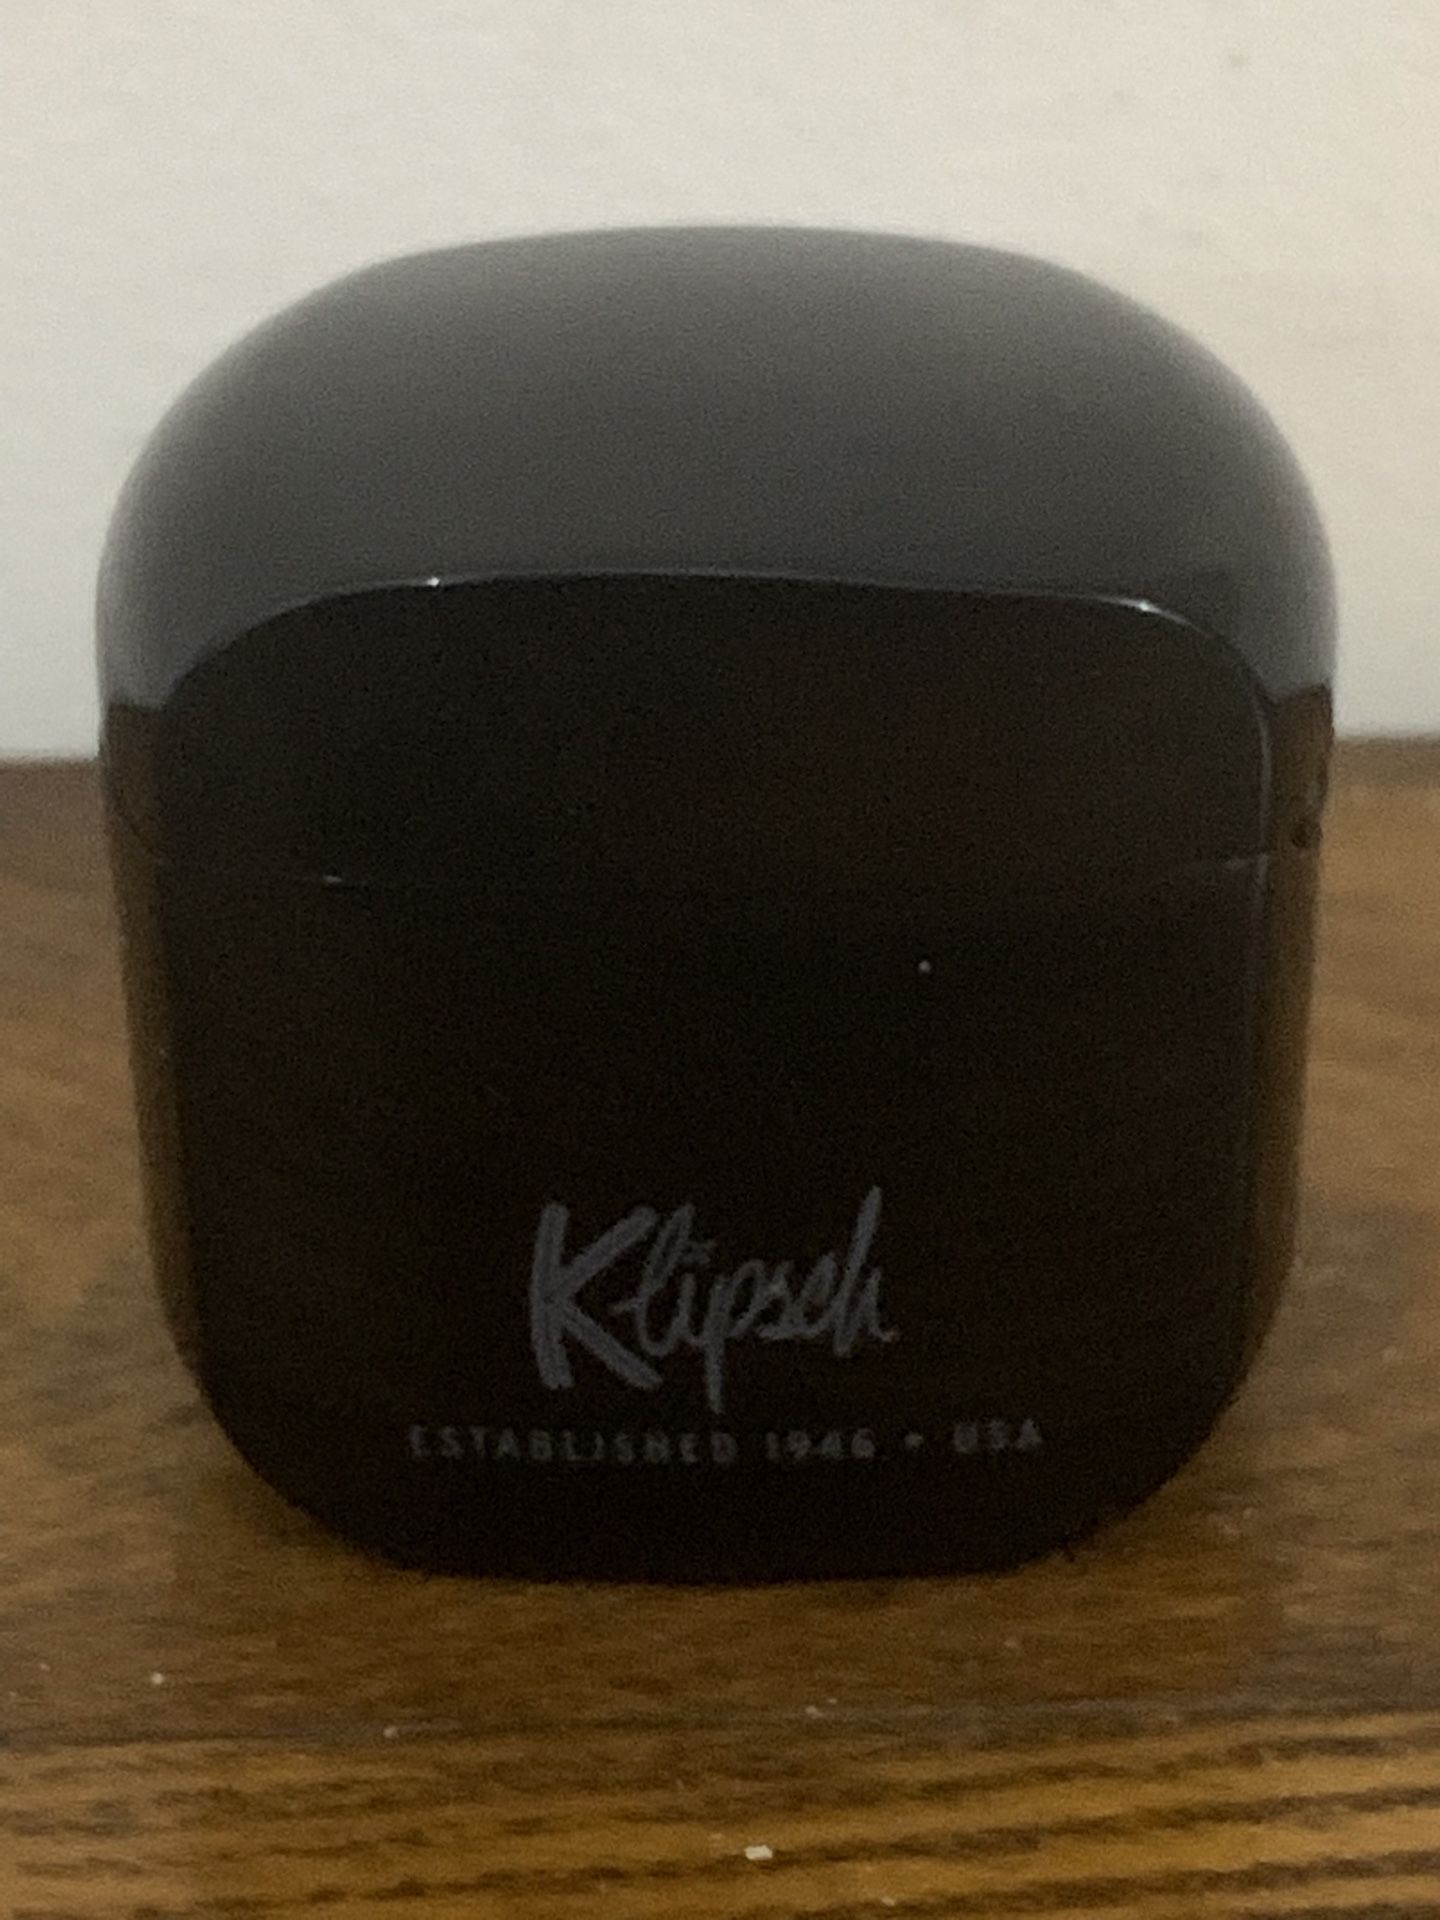 Klipsch
ESTABLISHED 1946 • USA